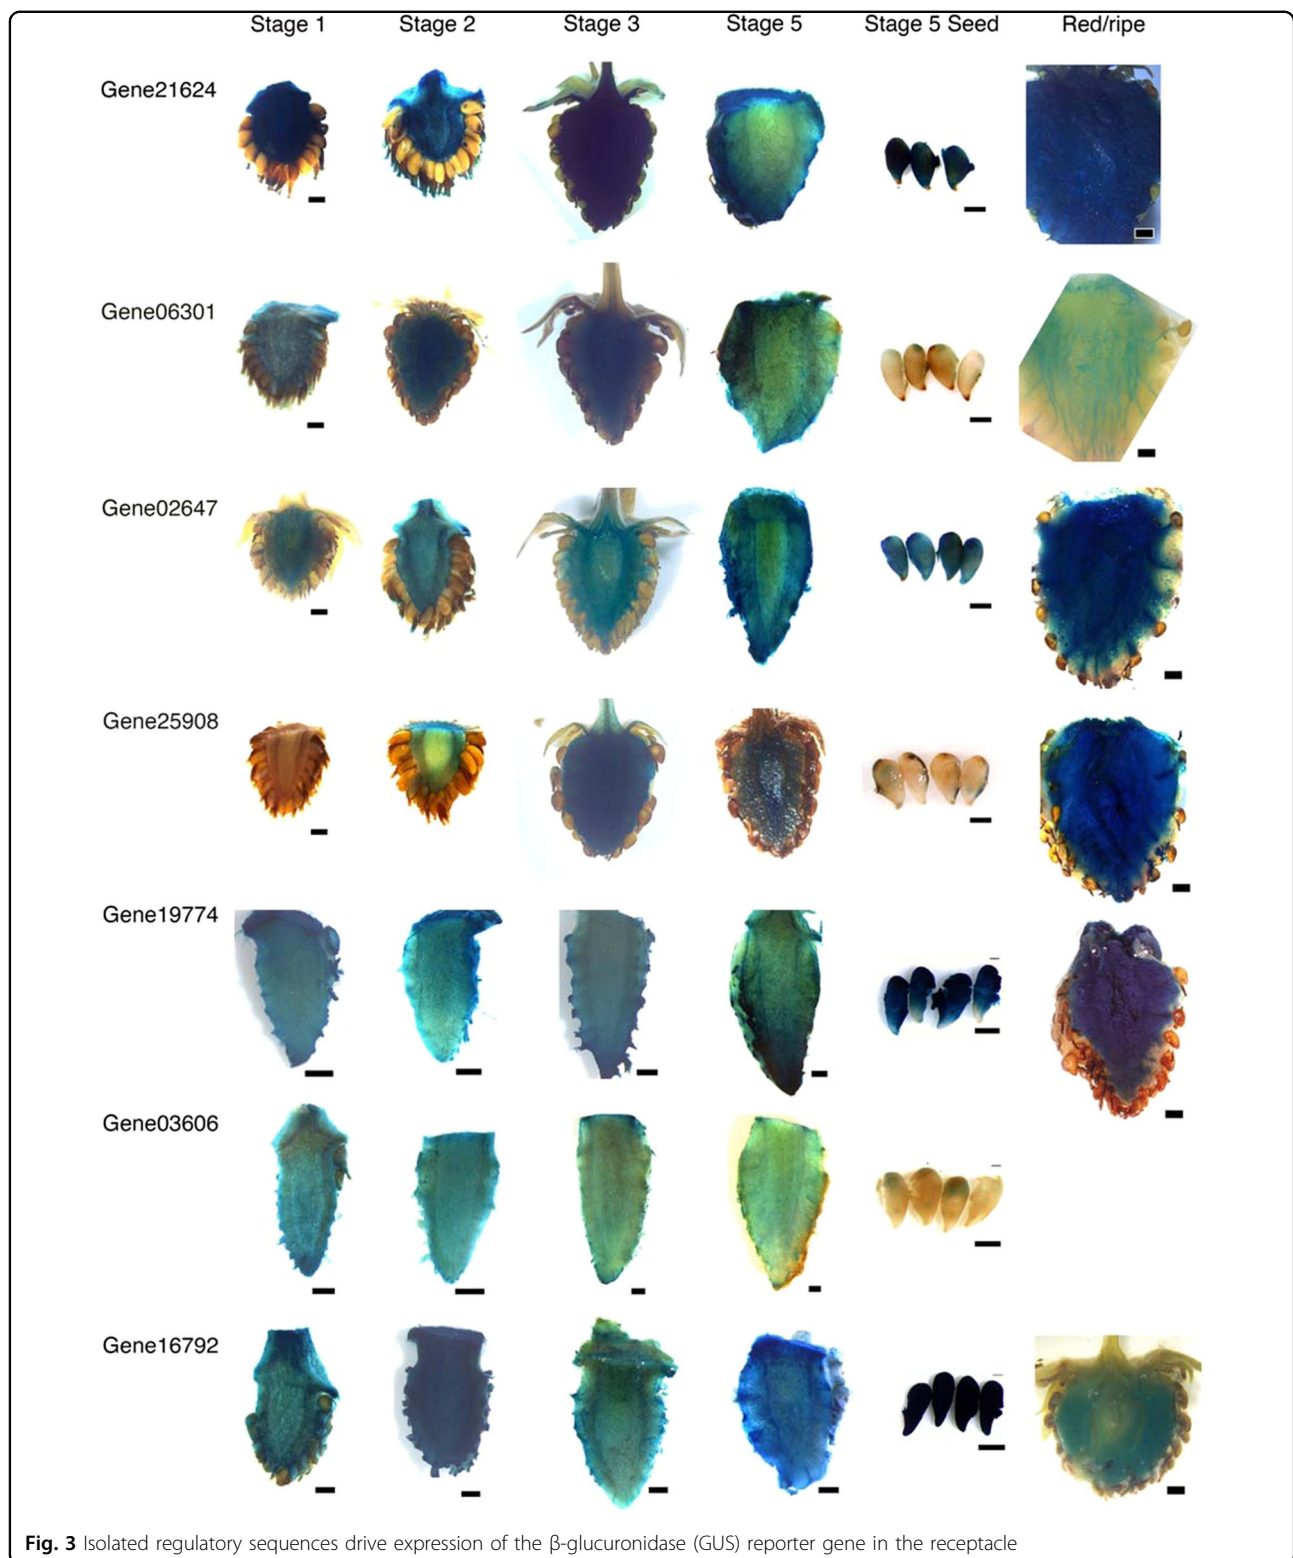 Stage 1 Stage 2 Stage 3 Stage 5 Stage 5 Seed Red/ripe
Gene21624
Gene06301
Gene02647
Gene25908
Gene19774
Gene03606
Gene16792
Fig. 3 Isolated regulatory sequences drive expression of the β-glucuronidase (GUS) reporter gene in the receptacle